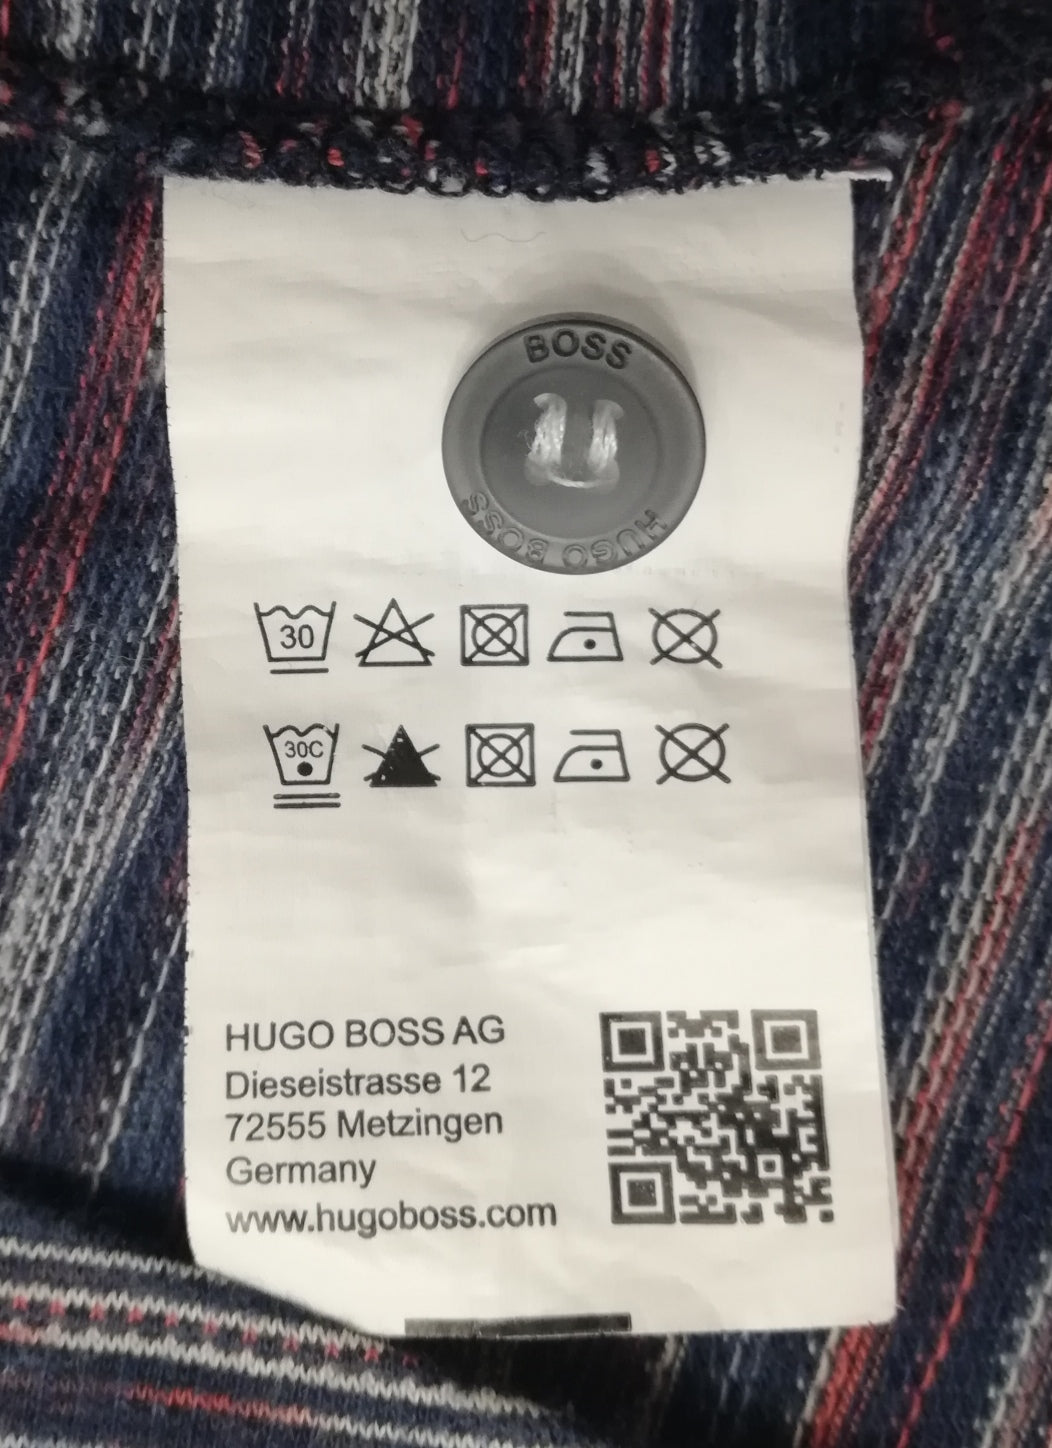 BOSS
HUGO BOSS
30
30C
HUGO BOSS AG
Dieseistrasse 12
72555 Metzingen
Germany
www.hugoboss.com